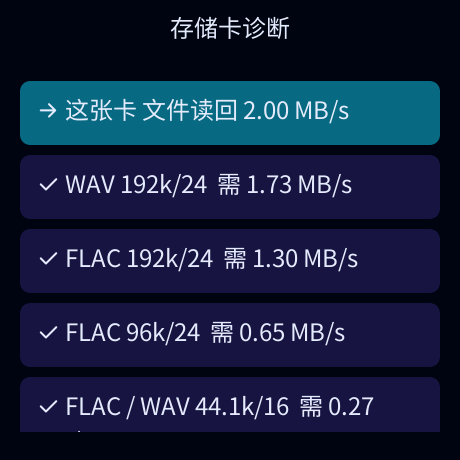 存储卡诊断
→ 这张卡 文件读回 2.00 MB/s
✓ WAV 192k/24 需 1.73 MB/s
✓ FLAC 192k/24 需 1.30 MB/s
✓ FLAC 96k/24 需 0.65 MB/s
✓ FLAC / WAV 44.1k/16 需 0.27